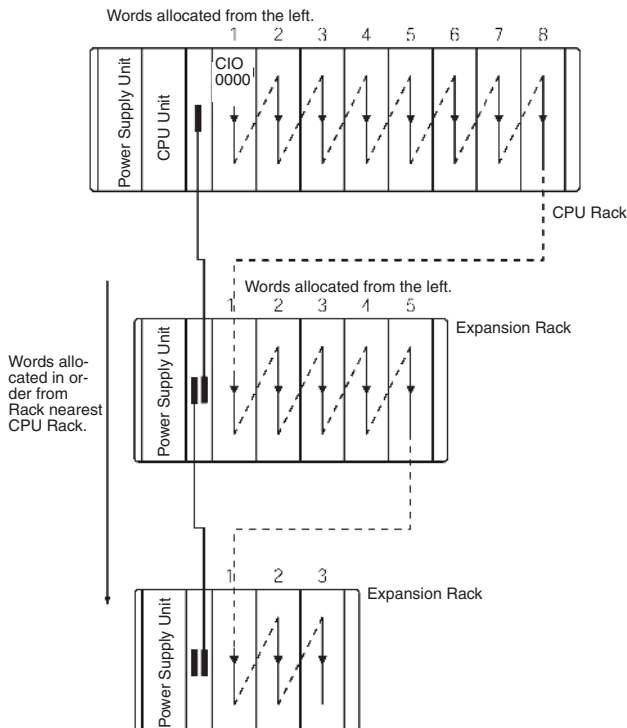 Words allocated from the left.
1 2 3 4 5 6 7 8
Power Supply Unit
CPU Unit
CIO
0000
CPU Rack
Words allocated from the left.
1 2 3 4 5
Power Supply Unit
Expansion Rack
Words allo-
cated in or-
der from
Rack nearest
CPU Rack.
1 2 3
Power Supply Unit
Expansion Rack